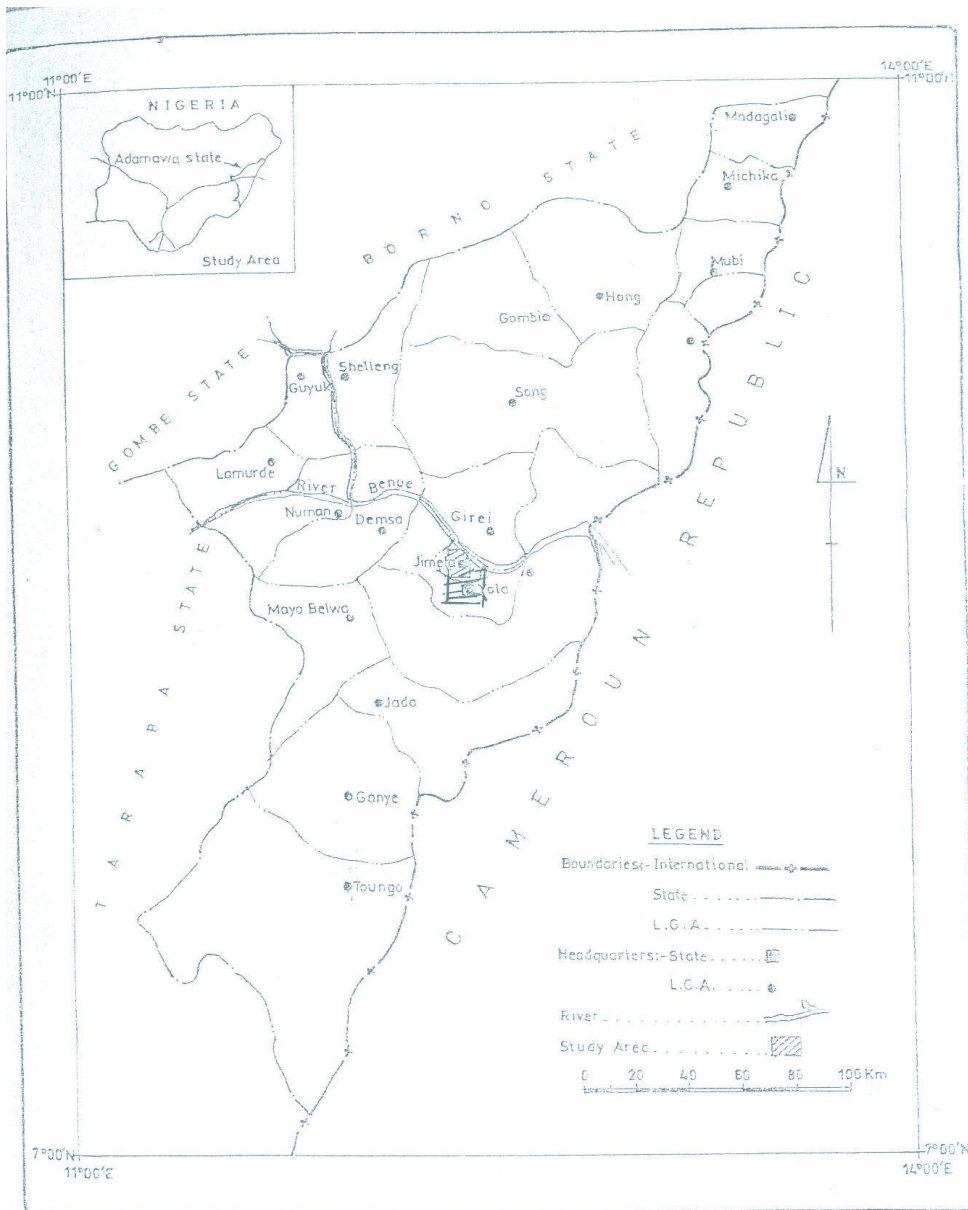 11°00'E
14°00'E
11°00'N
11°00'N
NIGERIA
Adamawa state
Study Area
BORNO STATE
GOMBE STATE
TARABA STATE
CAMEROUN REPUBLIC
Madagali
Michika
Mubi
Hong
Gombi
Shelleng
Guyuk
Song
Lamurde
River Benue
Numan
Demsa
Girei
Jimeta
Yola
N
Mayo Belwa
Jada
Ganye
Toungo
LEGEND
Boundaries:- International
State
L.G.A.
Headquarters:- State
L.G.A.
River
Study Area
0 20 40 60 80 100 Km
7°00'N
7°00'N
11°00'E
14°00'E